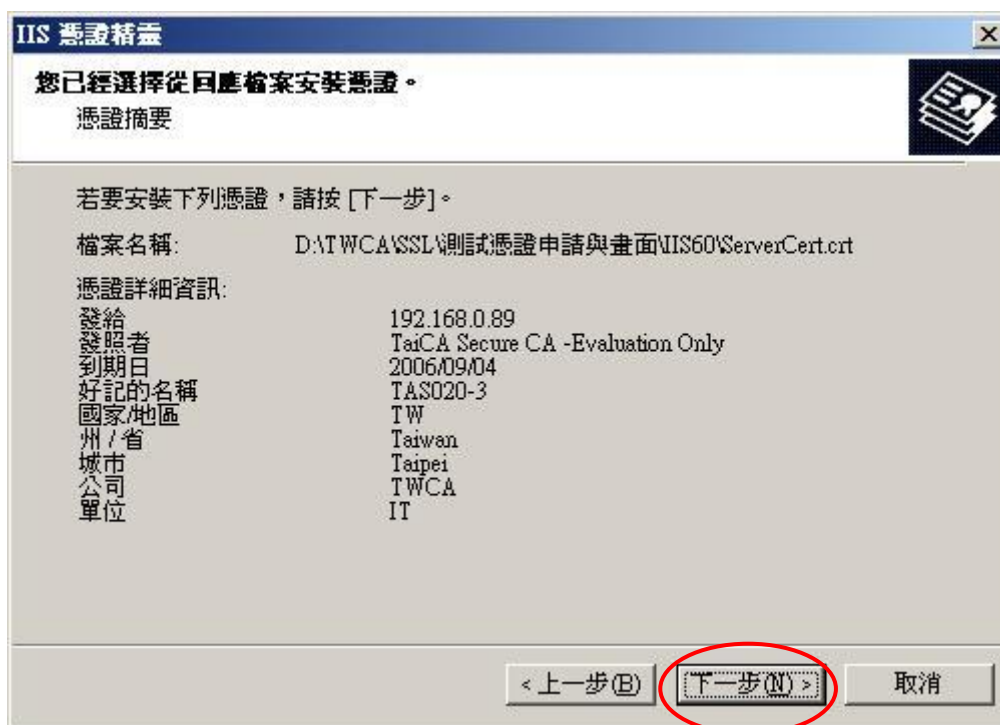 IIS 憑證精靈
您已經選擇從回應檔案安裝憑證。
憑證摘要
若要安裝下列憑證,請按 [下一步]。
檔案名稱: D:\TWCA\SSL\測試憑證申請與畫面\IIS60\ServerCert.crt
憑證詳細資訊:
發給 192.168.0.89
發照者 TaiCA Secure CA -Evaluation Only
到期日 2006/09/04
好記的名稱 TAS020-3
國家/地區 TW
州 / 省 Taiwan
城市 Taipei
公司 TWCA
單位 IT
< 上一步(B) 下一步(N) > 取消